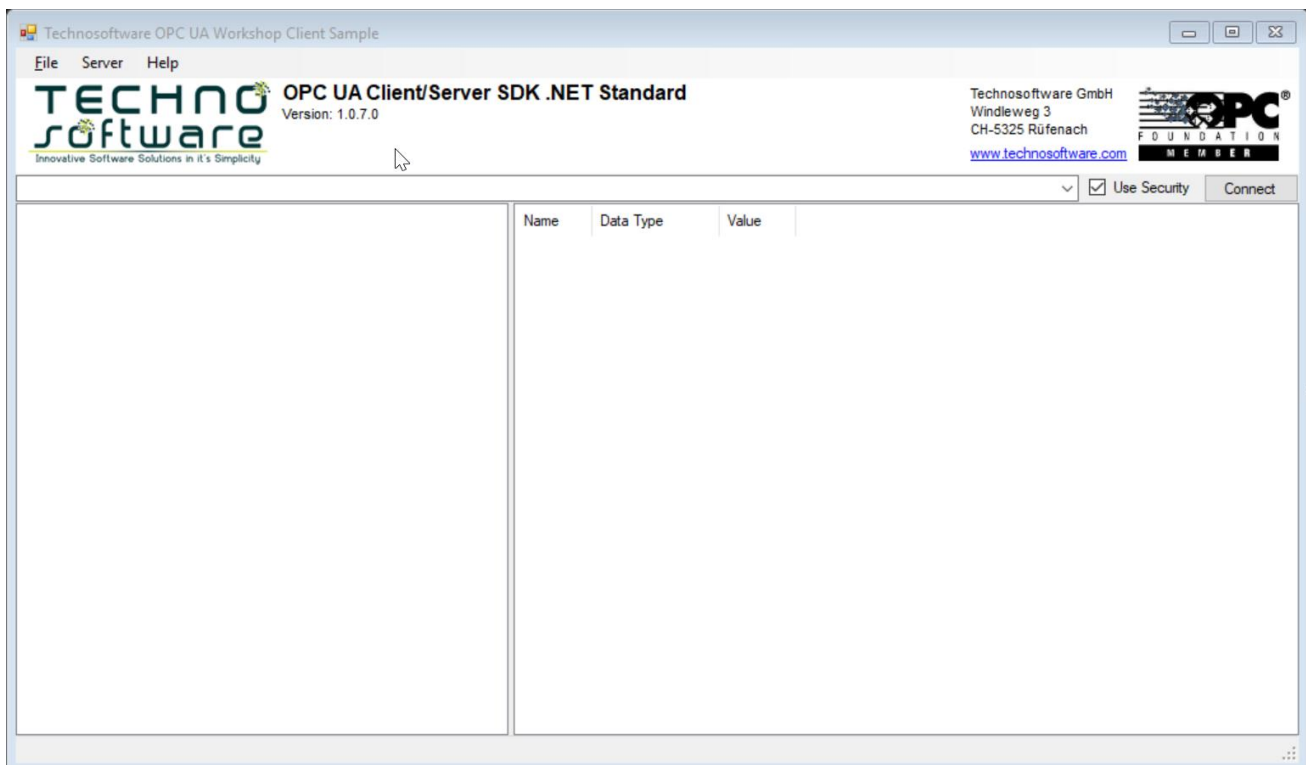 Technosoftware OPC UA Workshop Client Sample
File Server Help
TECHNO
software
Innovative Software Solutions in it's Simplicity
OPC UA Client/Server SDK .NET Standard
Version: 1.0.7.0
Technosoftware GmbH
Windleweg 3
CH-5325 Rüfenach
www.technosoftware.com
OPC®
FOUNDATION
MEMBER
Use Security Connect
Name Data Type Value